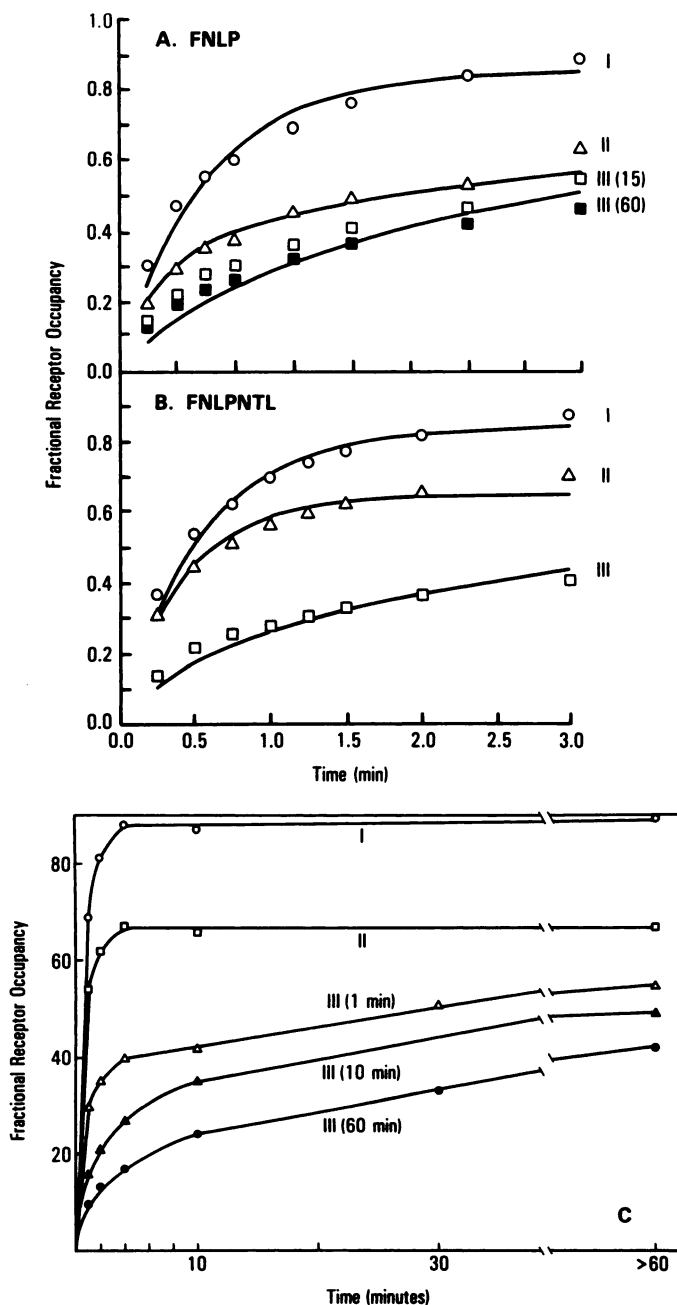 A. FNLP
1.0
0.8
0.6
0.4
0.2
0.0
I
II
III (15)
III (60)
Fractional Receptor Occupancy
B. FNLPNTL
0.8
0.6
0.4
0.2
0.0
I
II
III
0.0 0.5 1.0 1.5 2.0 2.5 3.0
Time (min)
80
60
40
20
Fractional Receptor Occupancy
I
II
III (1 min)
III (10 min)
III (60 min)
C
10 30 >60
Time (minutes)